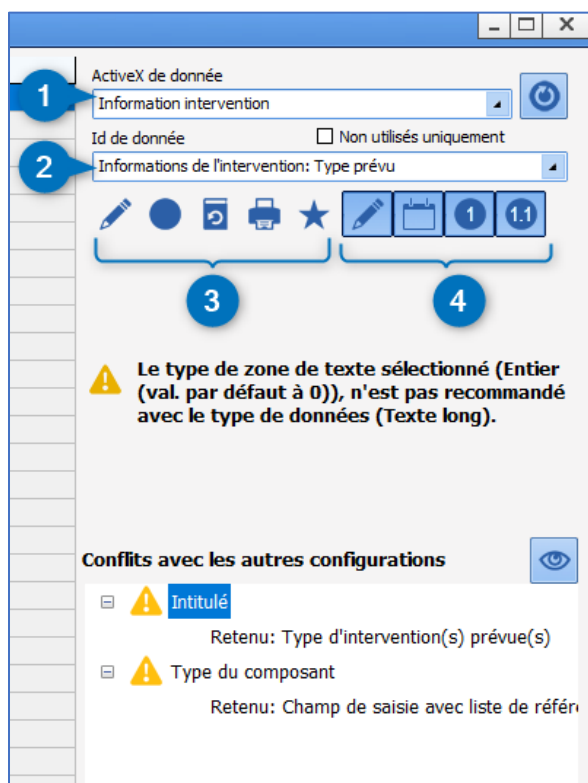 ActiveX de donnée
1
Information intervention
Id de donnée
Non utilisés uniquement
2
Informations de l'intervention: Type prévu
1
1.1
3
4
Le type de zone de texte sélectionné (Entier
(val. par défaut à 0)), n'est pas recommandé
avec le type de données (Texte long).
Conflits avec les autres configurations
Intitulé
Retenu: Type d'intervention(s) prévue(s)
Type du composant
Retenu: Champ de saisie avec liste de référ